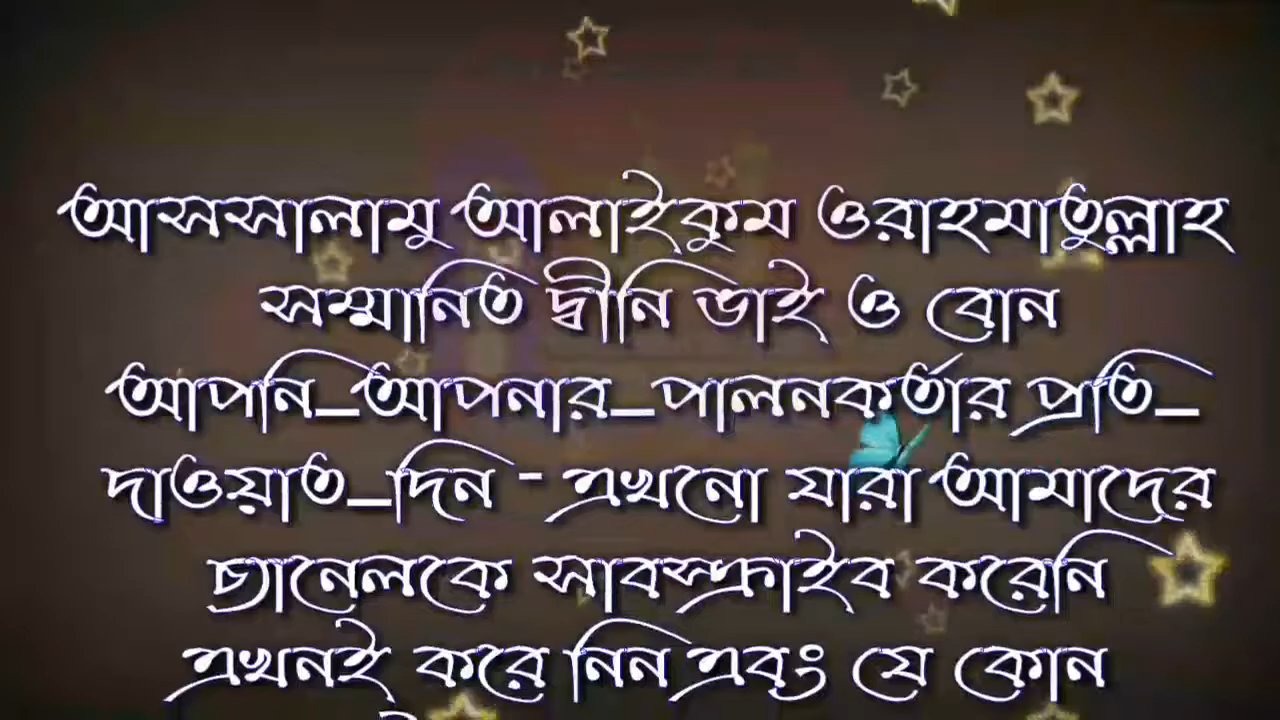 আসসালামু আলাইকুম ওরাহমাতুল্লাহ
সম্মানিত দ্বীনি ভাই ও বোন
আপনি_আপনার_পালনকর্তার প্রতি_
দাওয়াত_দিন - এখনো যারা আমাদের
চ্যানেলকে সাবস্ক্রাইব করেনি
এখনই করে নিন এবং যে কোন